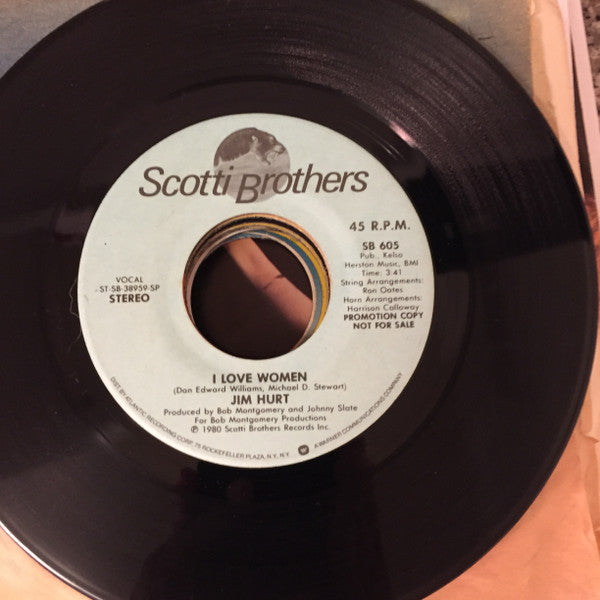 Scotti Brothers
45 R.P.M.
SB 605
Pub., Kelso
Herston Music, BMI
Time: 3:41
String Arrangements:
Ron Oates
Horn Arrangements:
Harrison Calloway
PROMOTION COPY
NOT FOR SALE
VOCAL
ST-SB-38959-SP
STEREO
I LOVE WOMEN
(Dan Edward Williams, Michael D. Stewart)
JIM HURT
Produced by Bob Montgomery and Johnny Slate
For Bob Montgomery Productions
℗ 1980 Scotti Brothers Records Inc.
DIST. BY ATLANTIC RECORDING CORP. 75 ROCKEFELLER PLAZA, N.Y., N.Y. A WARNER COMMUNICATIONS COMPANY